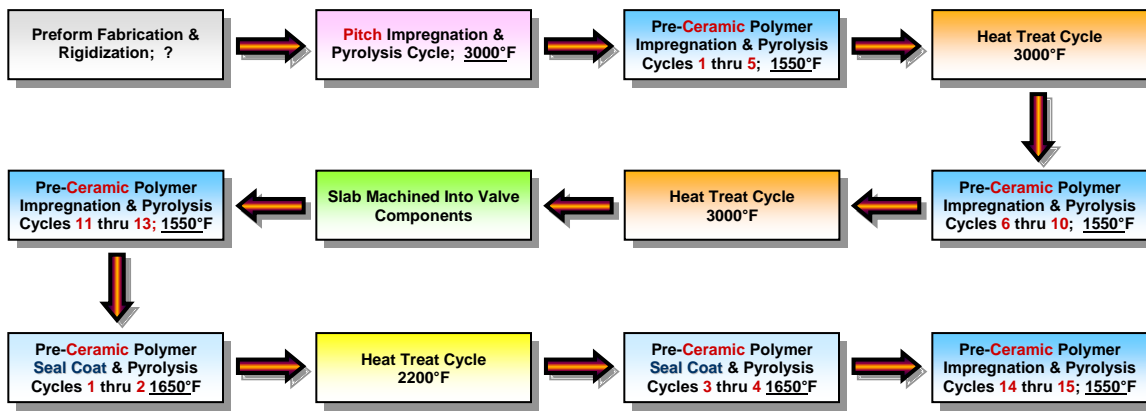 Preform Fabrication &
Rigidization; ?
Pitch Impregnation &
Pyrolysis Cycle; 3000°F
Pre-Ceramic Polymer
Impregnation & Pyrolysis
Cycles 1 thru 5; 1550°F
Heat Treat Cycle
3000°F
Pre-Ceramic Polymer
Impregnation & Pyrolysis
Cycles 6 thru 10; 1550°F
Heat Treat Cycle
3000°F
Slab Machined Into Valve
Components
Pre-Ceramic Polymer
Impregnation & Pyrolysis
Cycles 11 thru 13; 1550°F
Pre-Ceramic Polymer
Seal Coat & Pyrolysis
Cycles 1 thru 2 1650°F
Heat Treat Cycle
2200°F
Pre-Ceramic Polymer
Seal Coat & Pyrolysis
Cycles 3 thru 4 1650°F
Pre-Ceramic Polymer
Impregnation & Pyrolysis
Cycles 14 thru 15; 1550°F